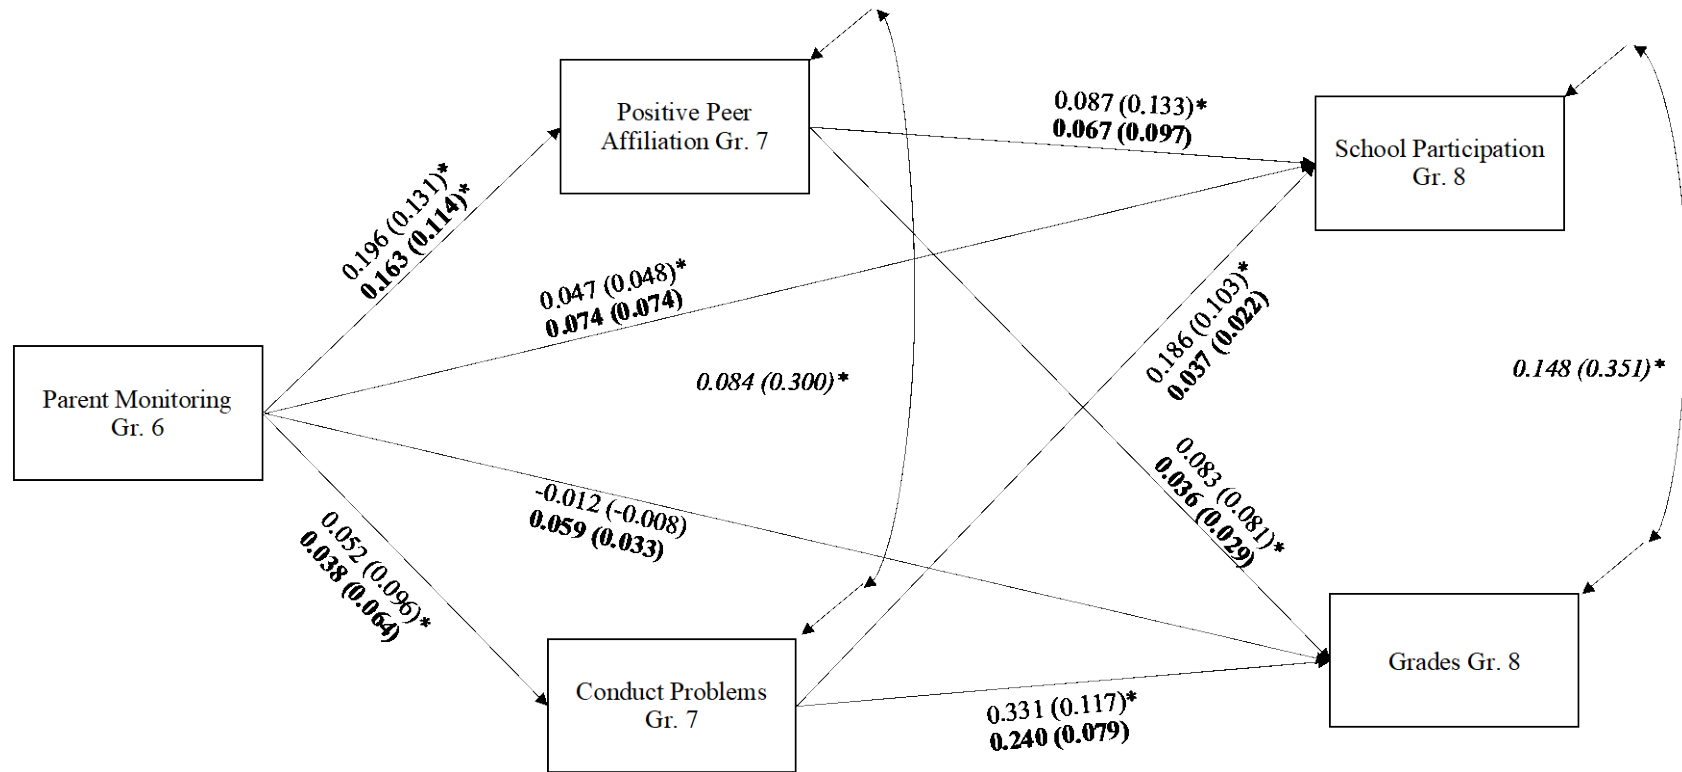 Positive Peer
Affiliation Gr. 7
0.087 (0.133)*
0.067 (0.097)
School Participation
Gr. 8
0.196 (0.131)*
0.163 (0.114)*
0.047 (0.048)*
0.074 (0.074)
0.186 (0.103)*
0.037 (0.022)
0.084 (0.300)*
0.148 (0.351)*
Parent Monitoring
Gr. 6
0.083 (0.081)*
0.036 (0.029)
-0.012 (-0.008)
0.059 (0.033)
0.052 (0.096)*
0.038 (0.064)
Conduct Problems
Gr. 7
0.331 (0.117)*
0.240 (0.079)
Grades Gr. 8